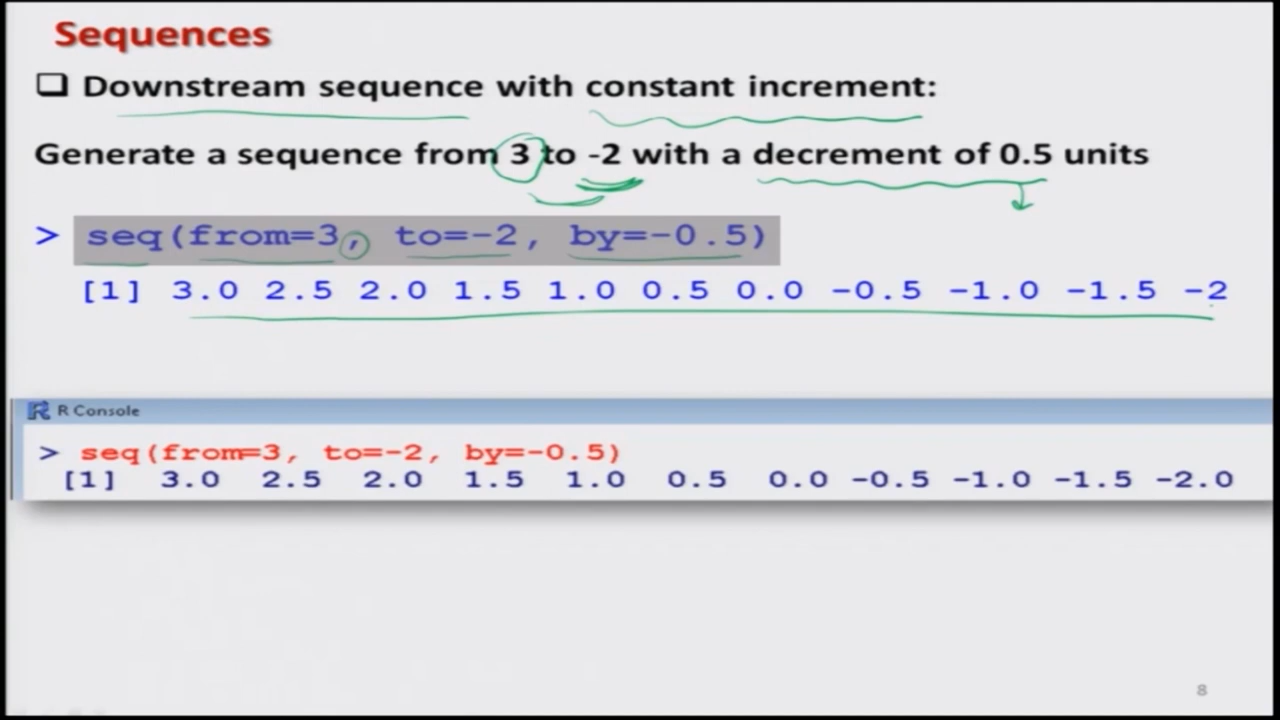 Sequences
❑ Downstream sequence with constant increment:
Generate a sequence from 3 to -2 with a decrement of 0.5 units
> seq(from=3, to=-2, by=-0.5)
[1] 3.0 2.5 2.0 1.5 1.0 0.5 0.0 -0.5 -1.0 -1.5 -2
R Console
> seq(from=3, to=-2, by=-0.5)
[1] 3.0 2.5 2.0 1.5 1.0 0.5 0.0 -0.5 -1.0 -1.5 -2.0
8